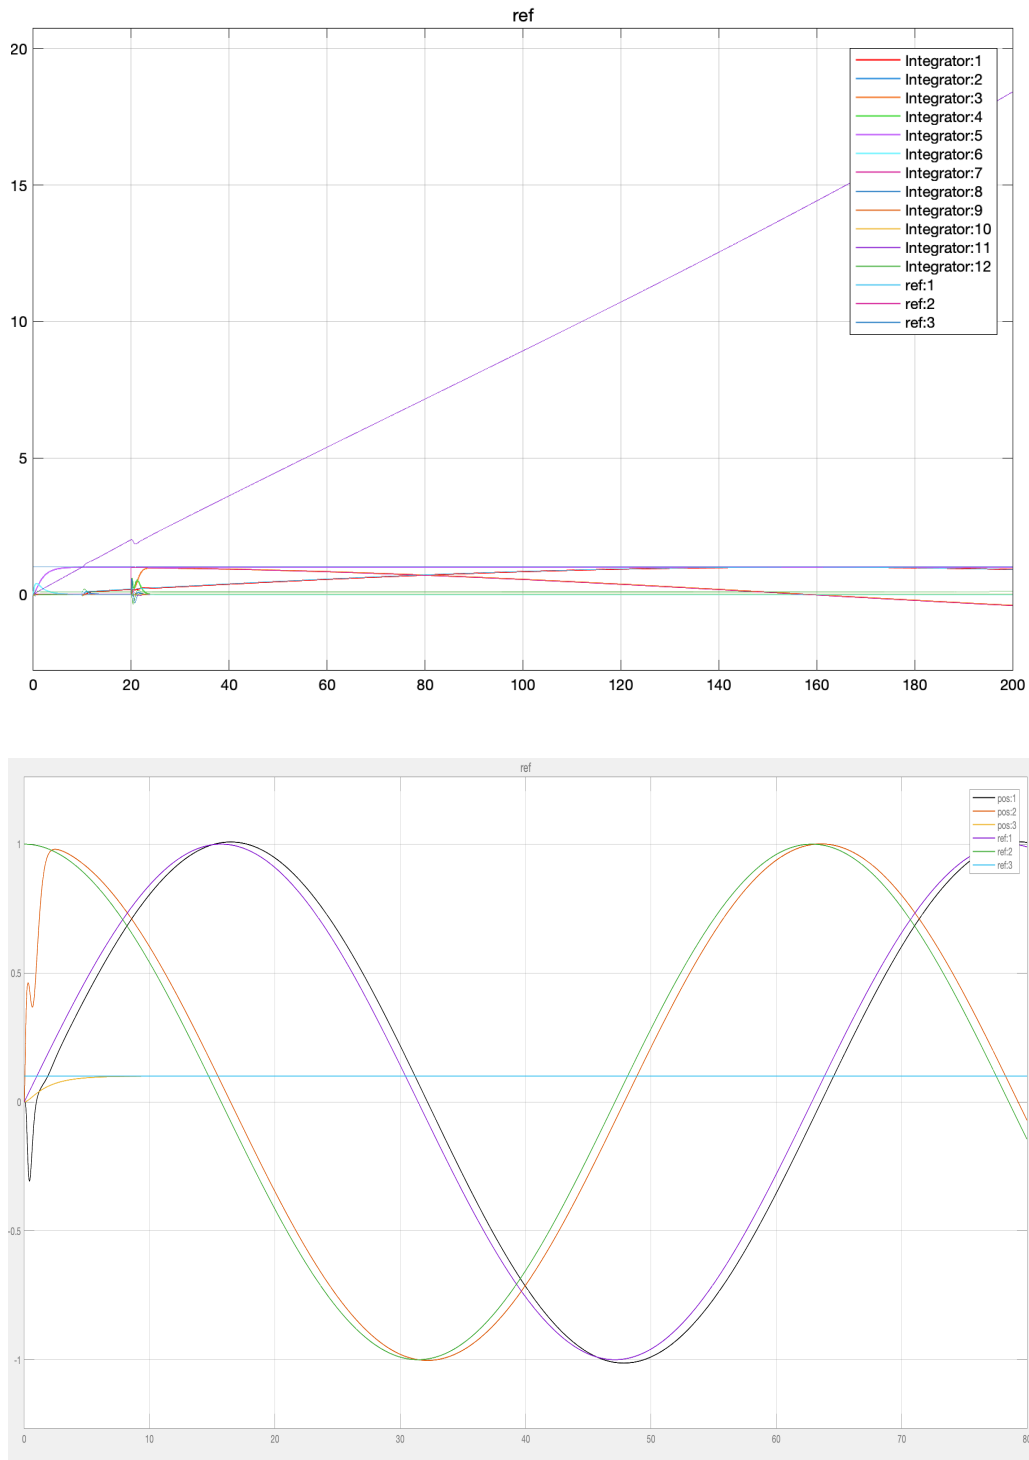 ref
20
15
10
5
0
0 20 40 60 80 100 120 140 160 180 200
Integrator:1
Integrator:2
Integrator:3
Integrator:4
Integrator:5
Integrator:6
Integrator:7
Integrator:8
Integrator:9
Integrator:10
Integrator:11
Integrator:12
ref:1
ref:2
ref:3
ref
1
0.5
0
-0.5
-1
0 10 20 30 40 50 60 70 80
pos:1
pos:2
pos:3
ref:1
ref:2
ref:3